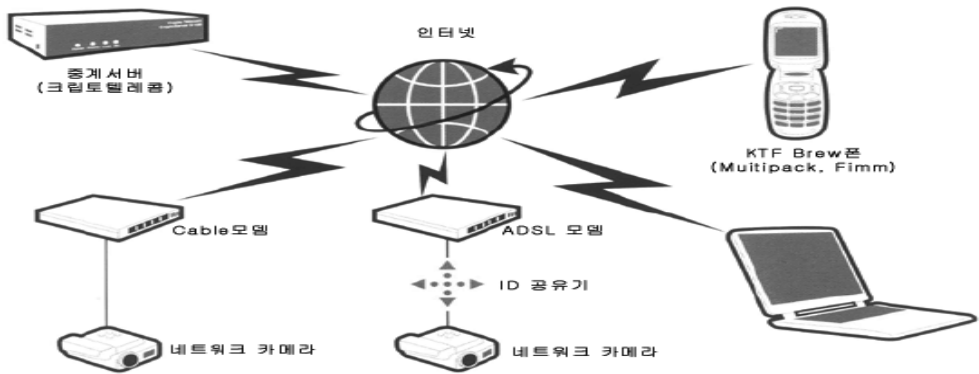 인터넷
중계서버
(크립토텔레콤)
KTF Brew폰
(Multipack, Fimm)
Cable모뎀
ADSL 모뎀
ID 공유기
네트워크 카메라
네트워크 카메라